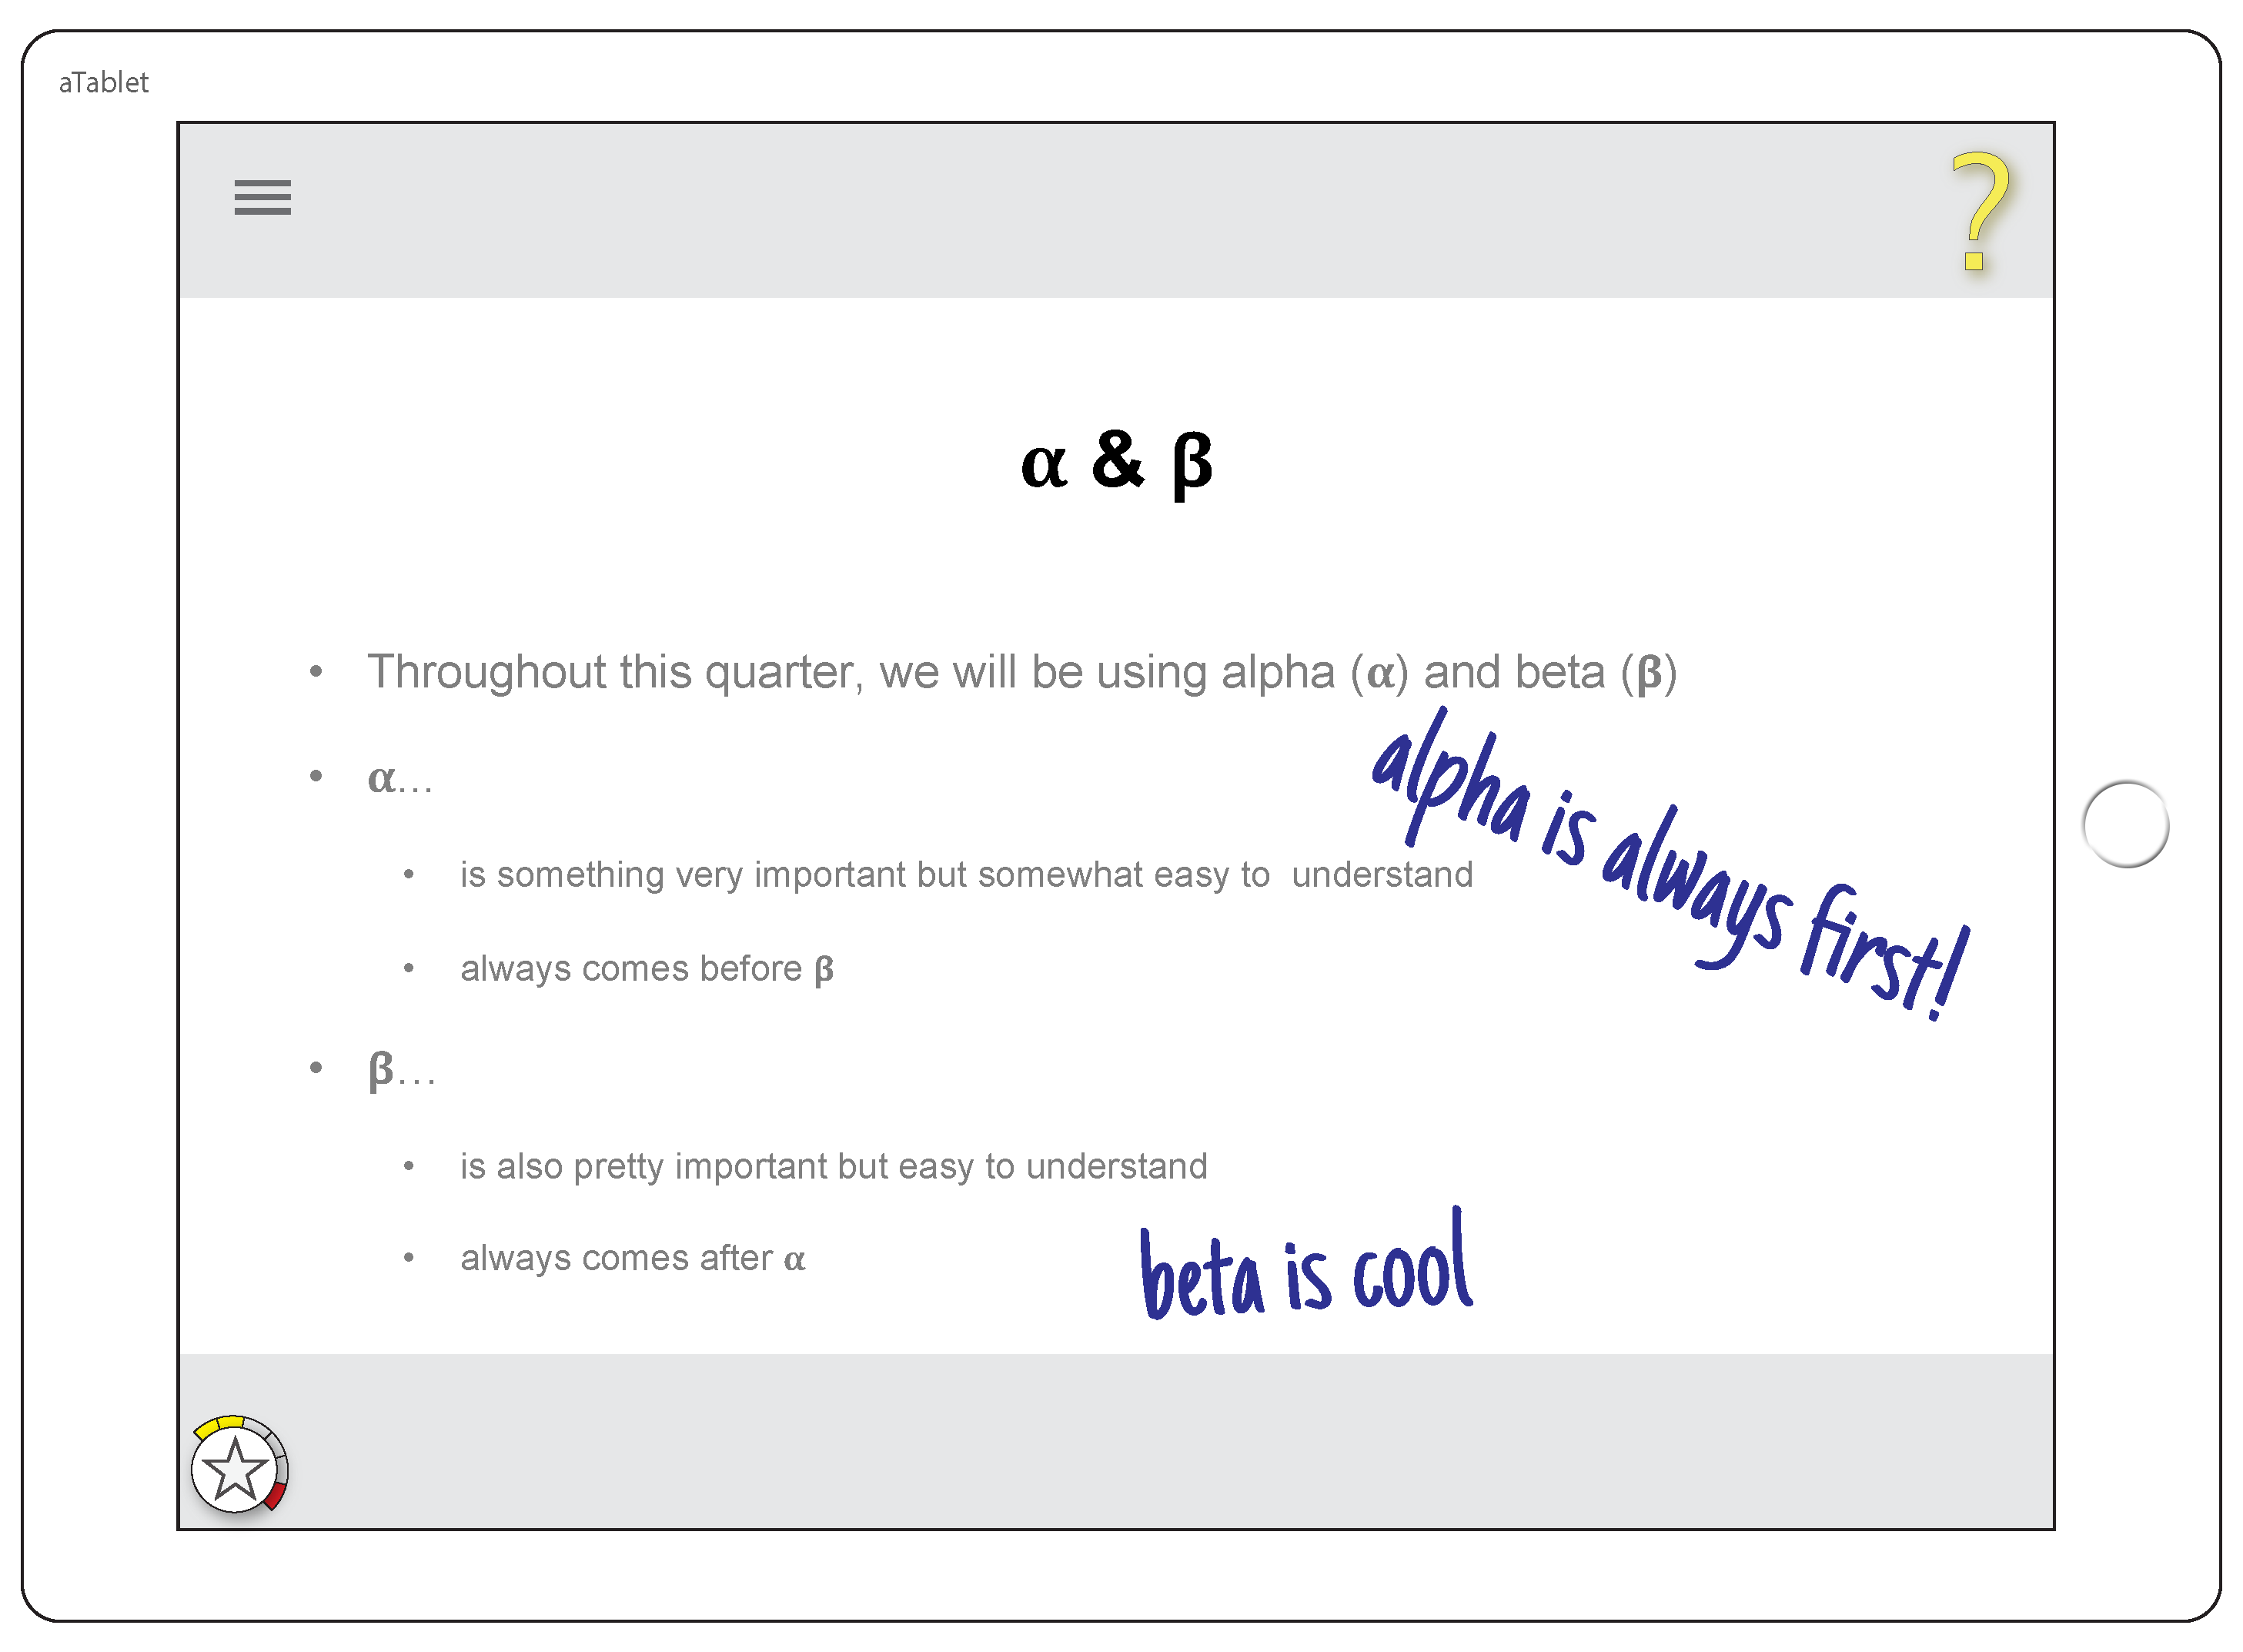 aTablet
?
α & β
• Throughout this quarter, we will be using alpha (α) and beta (β)
alpha is always first!
• α…
• is something very important but somewhat easy to  understand
• always comes before β
• β…
• is also pretty important but easy to understand
• always comes after α
beta is cool